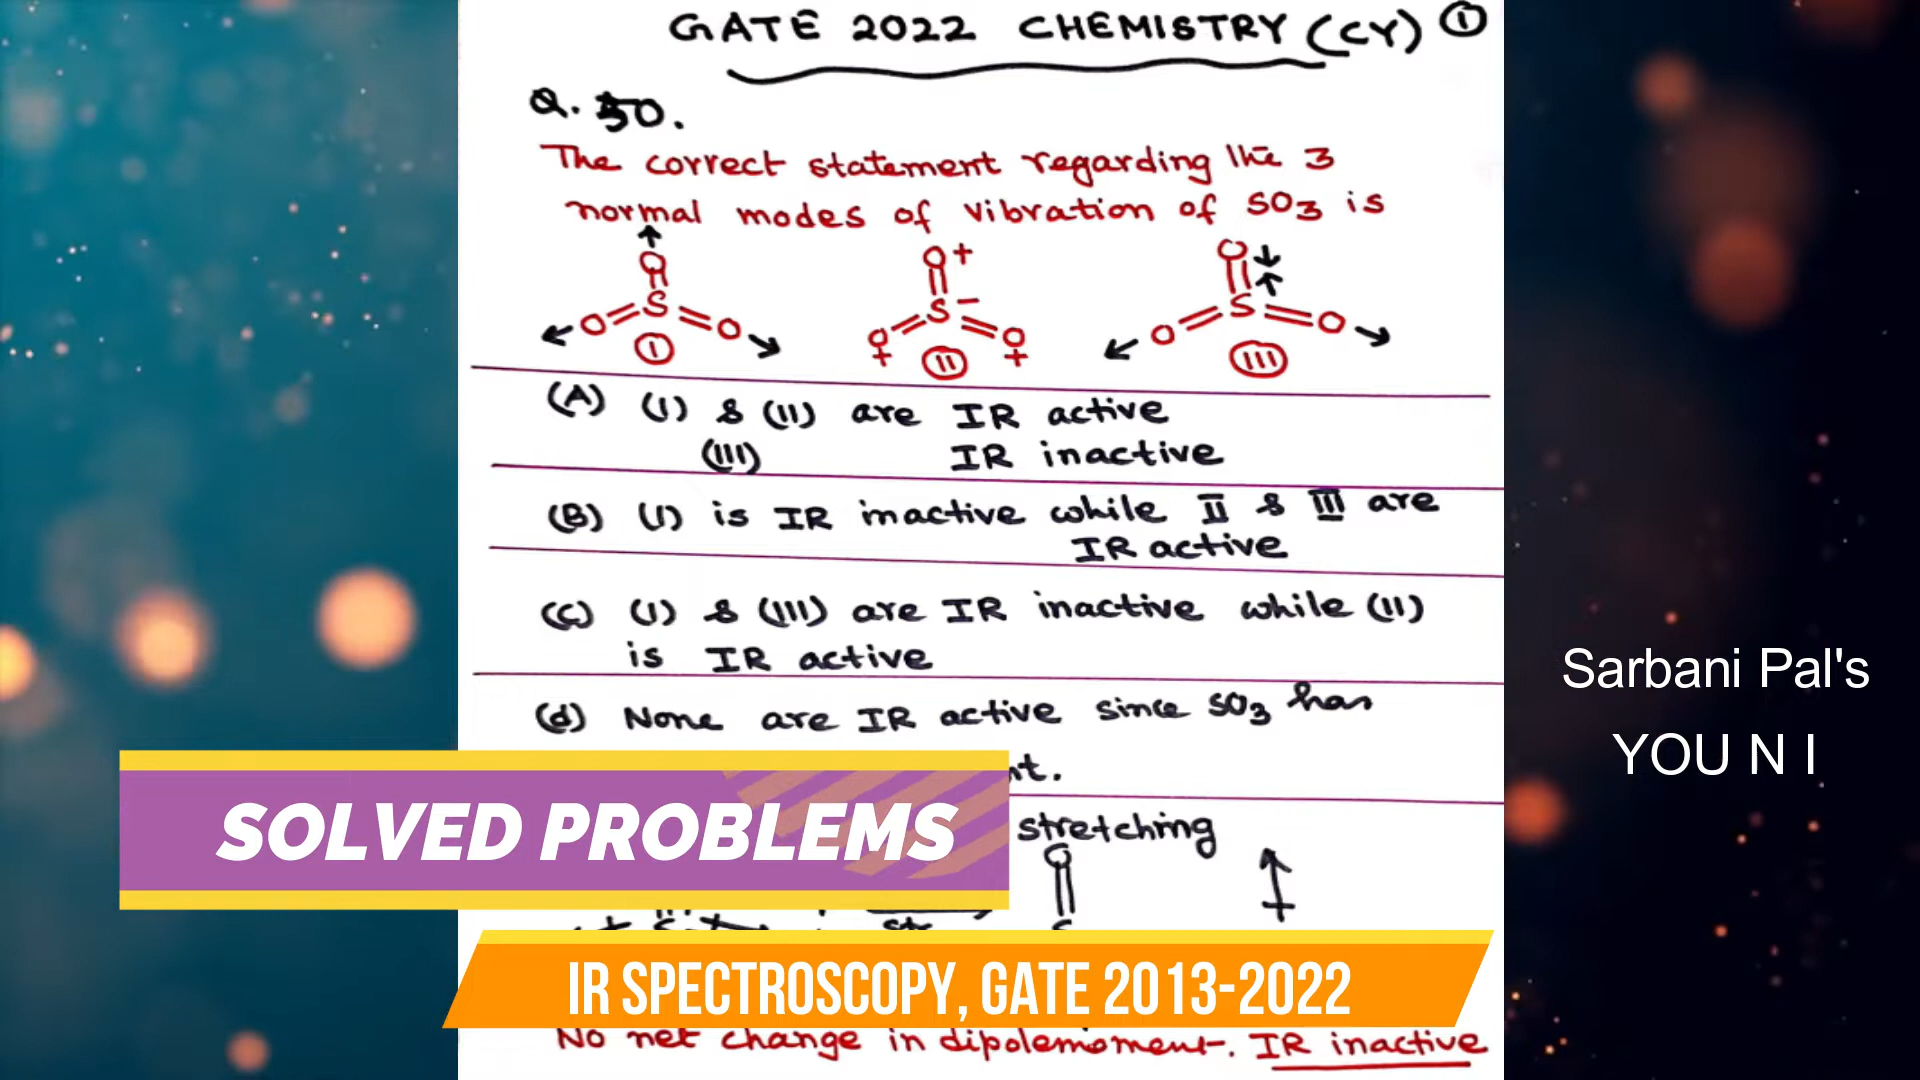 GATE 2022 CHEMISTRY (CY) ①
Q. 50.
The correct statement regarding the 3
normal modes of vibration of SO3 is
O O+ O
S S- S
O O O O O O
+ +
I II III
(A) (I) & (II) are IR active
(III) IR inactive
(B) (I) is IR inactive while II & III are
IR active
(C) (I) & (III) are IR inactive while (II)
is IR active
(d) None are IR active since SO3 has
nt.
SOLVED PROBLEMS
stretching
O
IR SPECTROSCOPY, GATE 2013-2022
No net change in dipolemoment. IR inactive
Sarbani Pal's
YOU N I